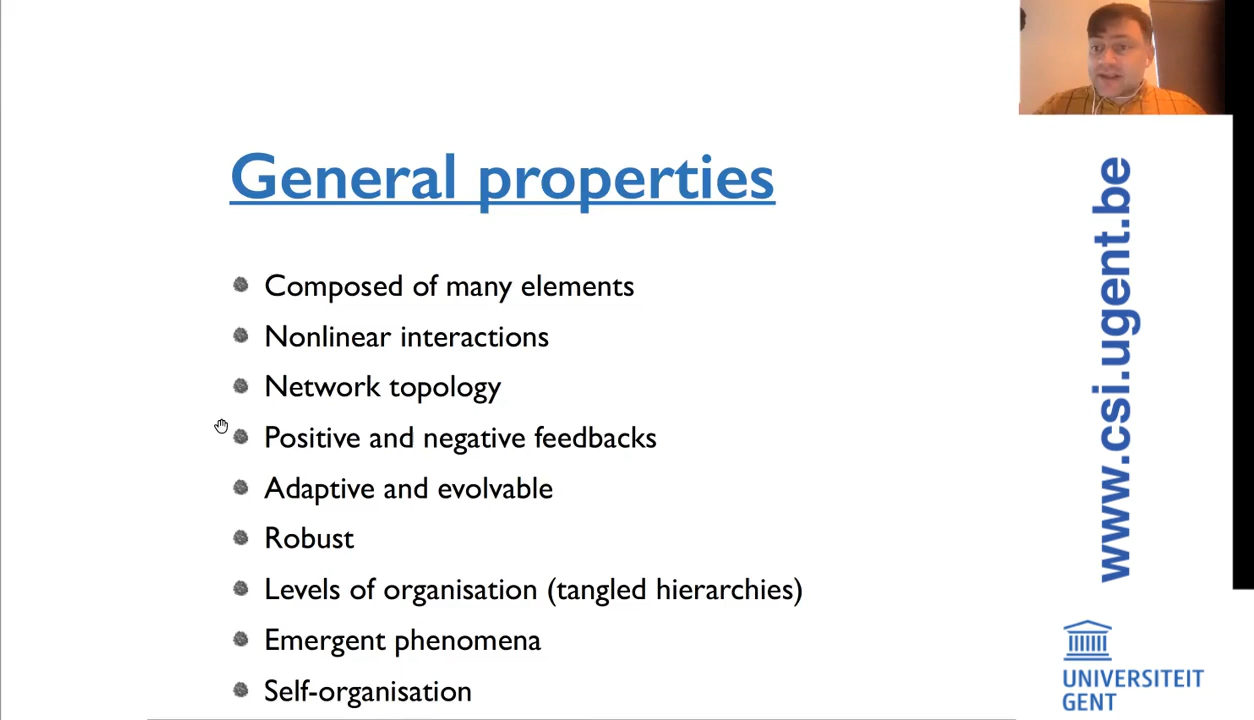 General properties
Composed of many elements
Nonlinear interactions
Network topology
Positive and negative feedbacks
Adaptive and evolvable
Robust
Levels of organisation (tangled hierarchies)
Emergent phenomena
Self-organisation
www.csi.ugent.be
UNIVERSITEIT
GENT